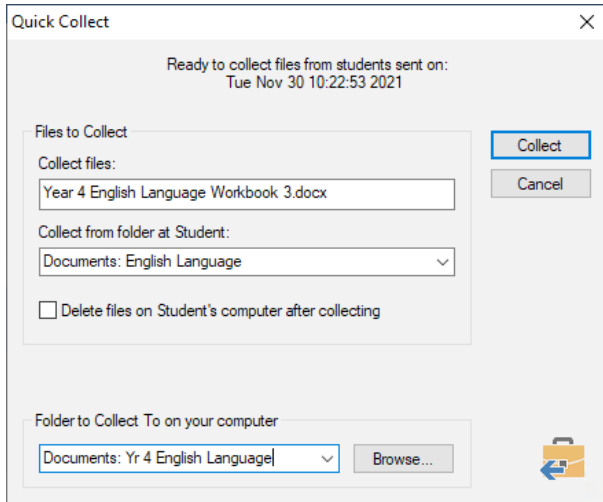 Quick Collect
Ready to collect files from students sent on:
Tue Nov 30 10:22:53 2021
Files to Collect
Collect files:
Year 4 English Language Workbook 3.docx
Collect from folder at Student:
Documents: English Language
Delete files on Student's computer after collecting
Collect
Cancel
Folder to Collect To on your computer
Documents: Yr 4 English Language
Browse...